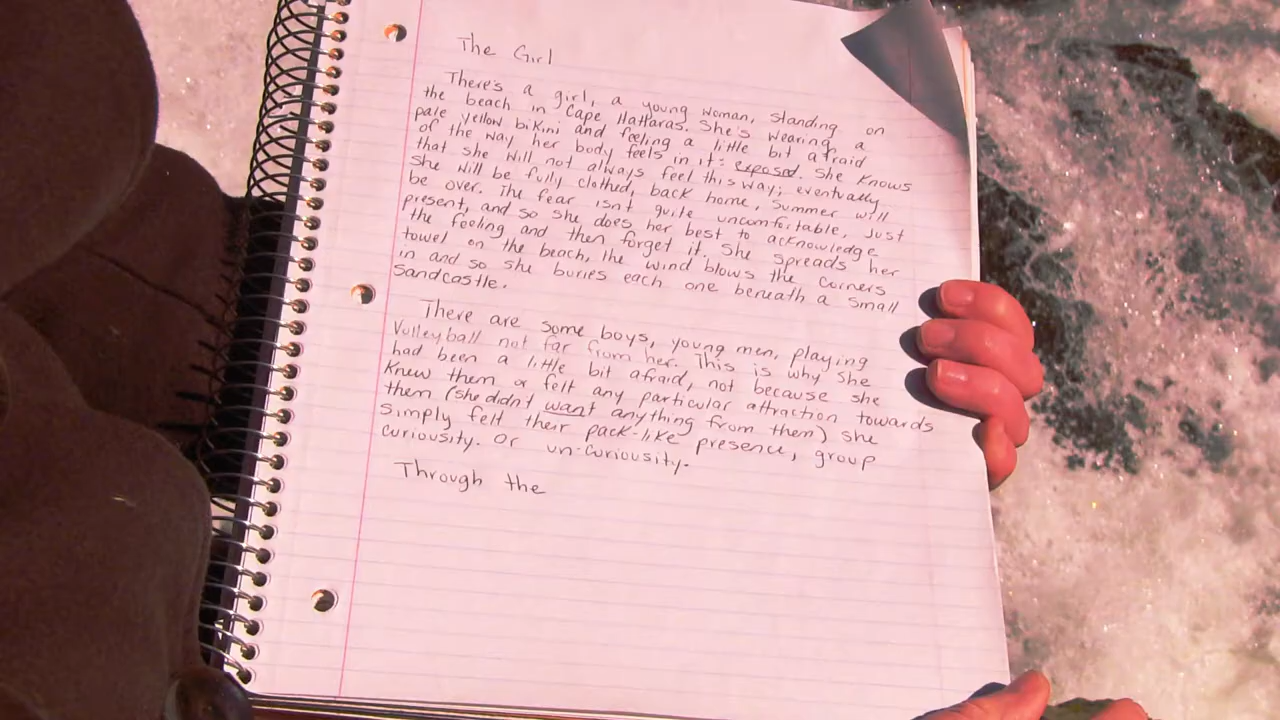 The Girl
There's a girl, a young woman, standing on
the beach in Cape Hattaras. She's wearing a
pale yellow bikini and feeling a little bit afraid
of the way her body feels in it: exposed. She knows
that she will not always feel this way; eventually
she will be fully clothed, back home, summer will
be over. The fear isn't quite uncomfortable, just
present, and so she does her best to acknowledge
the feeling and then forget it. She spreads her
towel on the beach, the wind blows the corners
in and so she buries each one beneath a small
sandcastle.
There are some boys, young men, playing
Volleyball not far from her. This is why she
had been a little bit afraid, not because she
knew them or felt any particular attraction towards
them (she didn't want anything from them) she
simply felt their pack-like presence, group
curiousity. Or un-curiousity.
Through the